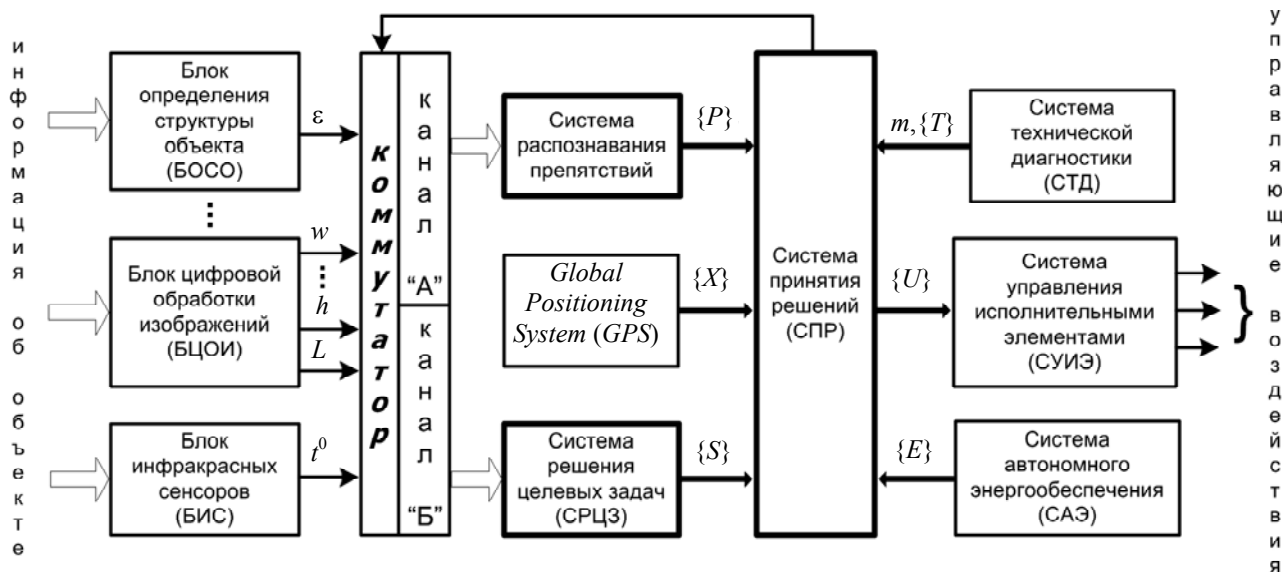 информация об объекте
Блок
определения
структуры
объекта
(БОСО)
ε
⋮
Блок цифровой
обработки
изображений
(БЦОИ)
w
⋮
h
L
Блок
инфракрасных
сенсоров
(БИС)
t⁰
коммутатор
канал
“А”
канал
“Б”
Система
распознавания
препятствий
{P}
Global
Positioning
System (GPS)
{X}
Система
решения
целевых задач
(СРЦЗ)
{S}
Система
принятия
решений
(СПР)
m,{T}
Система
технической
диагностики
(СТД)
{U}
Система
управления
исполнительными
элементами
(СУИЭ)
}
{E}
Система
автономного
энергообеспечения
(САЭ)
управляющие воздействия